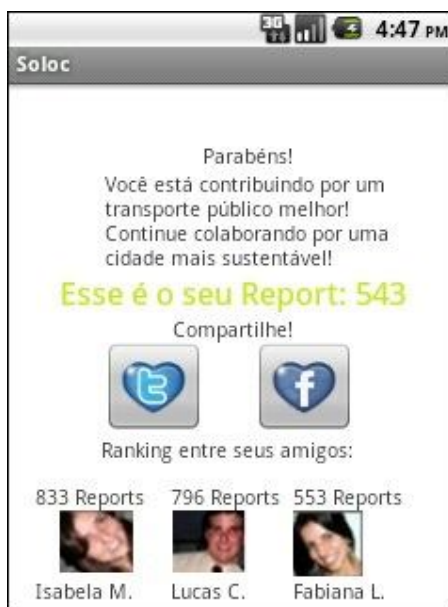 3G
4:47 PM
Soloc
Parabéns!
Você está contribuindo por um
transporte público melhor!
Continue colaborando por uma
cidade mais sustentável!
Esse é o seu Report: 543
Compartilhe!
t f
Ranking entre seus amigos:
833 Reports 796 Reports 553 Reports
Isabela M. Lucas C. Fabiana L.